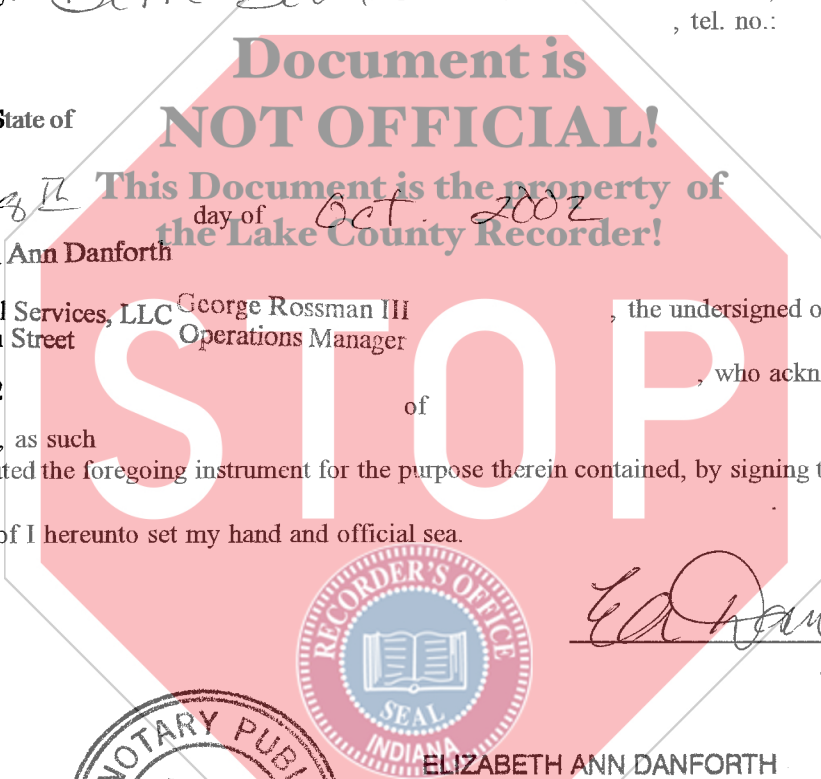 , tel. no.:
Document is
State of
NOT OFFICIAL!
This Document is the property of
day of Oct. 2002
the Lake County Recorder!
Ann Danforth
Services, LLC George Rossman III , the undersigned
Street Operations Manager
, who
of
, as such
the foregoing instrument for the purpose therein contained, by signing
STOP
of I hereunto set my hand and official sea.
RECORDER'S OFFICE
SEAL
INDIANA
NOTARY
ELIZABETH ANN DANFORTH